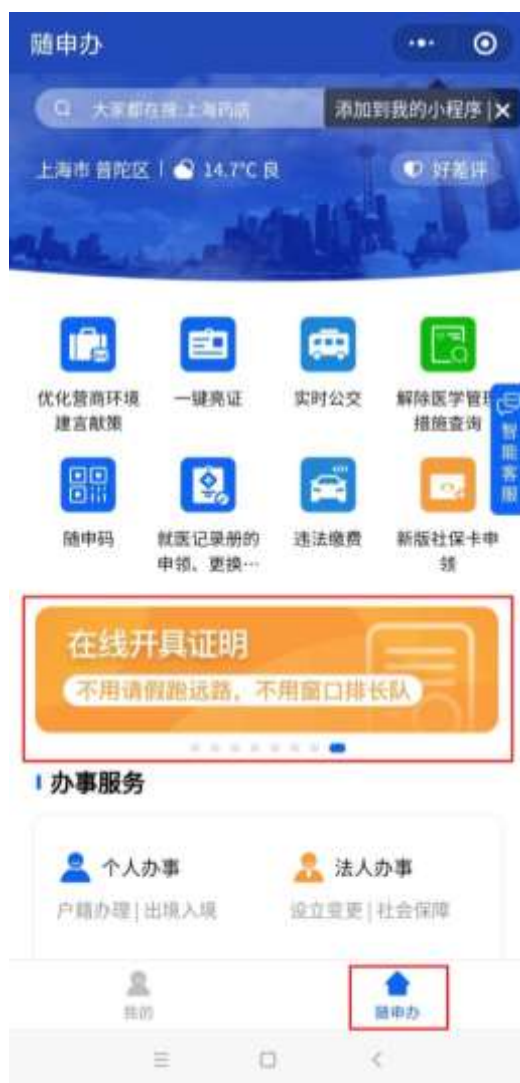 随申办
大家都在搜:上海药店
添加到我的小程序 | ×
上海市 普陀区 | 14.7°C 良
好差评
优化营商环境
建言献策
一键亮证
实时公交
解除医学管理
措施查询
智能客服
随申码
就医记录册的
申领、更换…
违法缴费
新版社保卡申
领
在线开具证明
不用请假跑远路，不用窗口排长队
办事服务
个人办事
户籍办理 | 出境入境
法人办事
设立变更 | 社会保障
我的
随申办